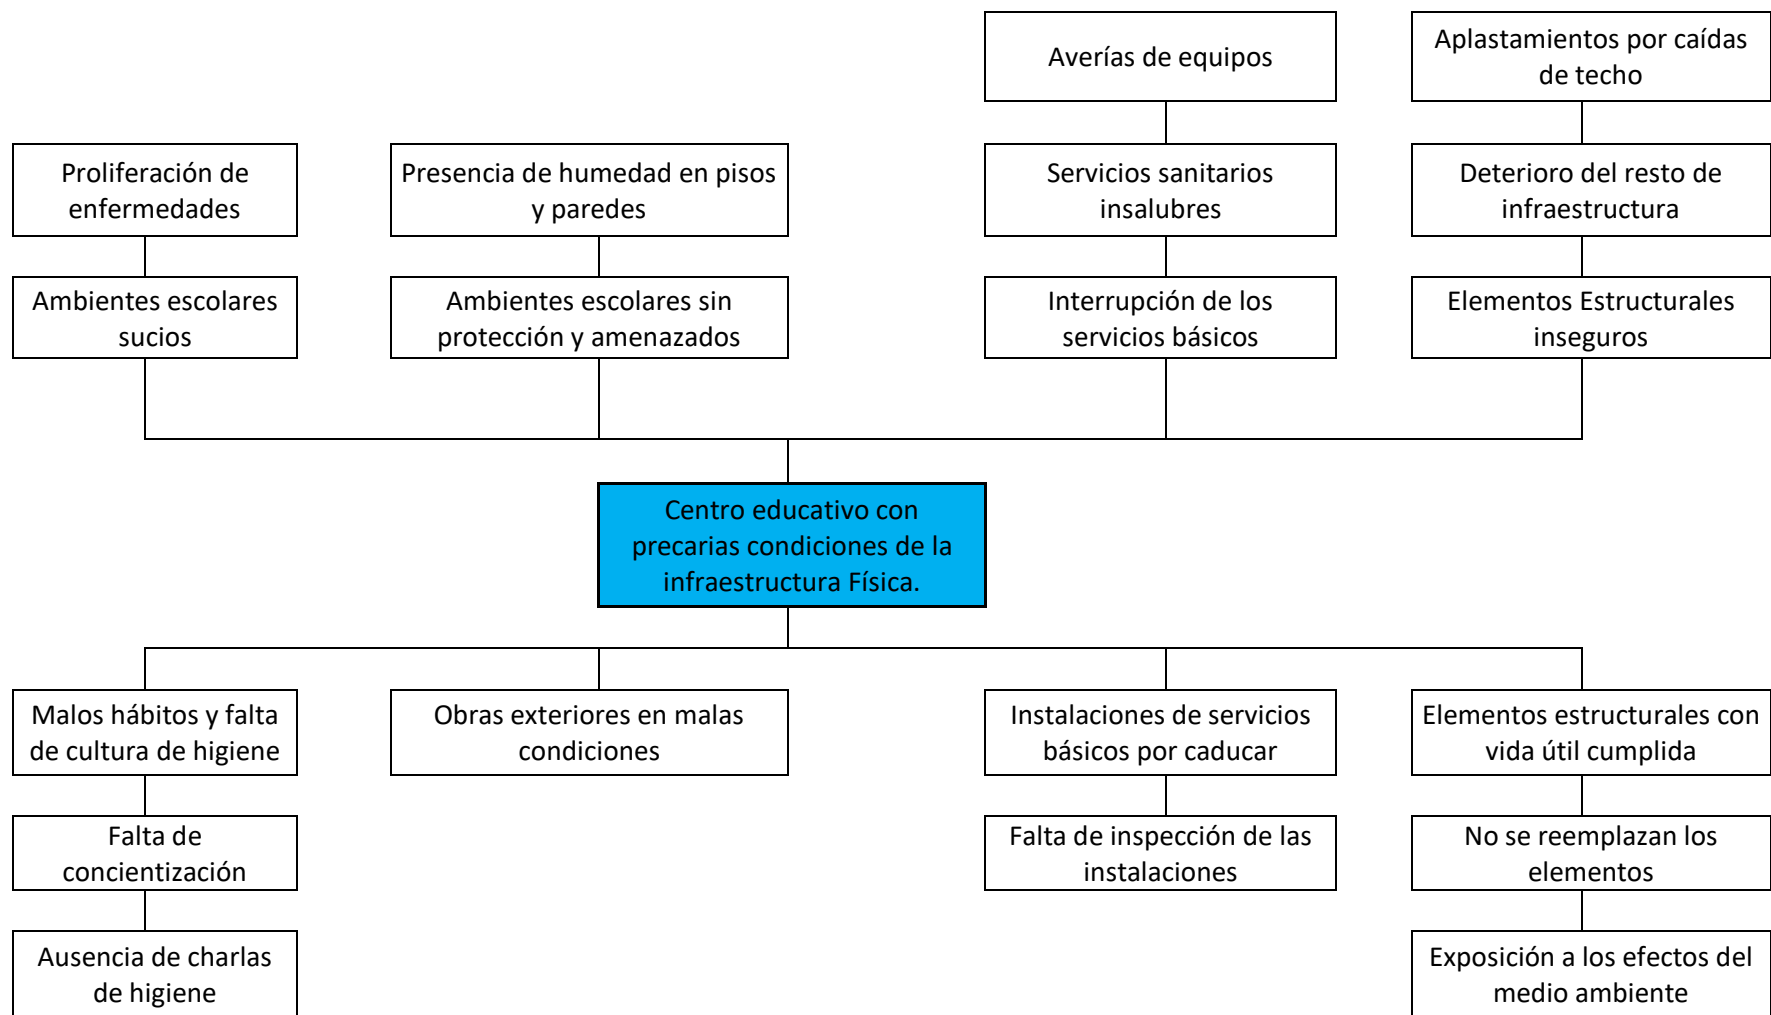 Averías de equipos
Aplastamientos por caídas
de techo
Proliferación de
enfermedades
Presencia de humedad en pisos
y paredes
Servicios sanitarios
insalubres
Deterioro del resto de
infraestructura
Ambientes escolares
sucios
Ambientes escolares sin
protección y amenazados
Interrupción de los
servicios básicos
Elementos Estructurales
inseguros
Centro educativo con
precarias condiciones de la
infraestructura Física.
Malos hábitos y falta
de cultura de higiene
Obras exteriores en malas
condiciones
Instalaciones de servicios
básicos por caducar
Elementos estructurales con
vida útil cumplida
Falta de
concientización
Falta de inspección de las
instalaciones
No se reemplazan los
elementos
Ausencia de charlas
de higiene
Exposición a los efectos del
medio ambiente